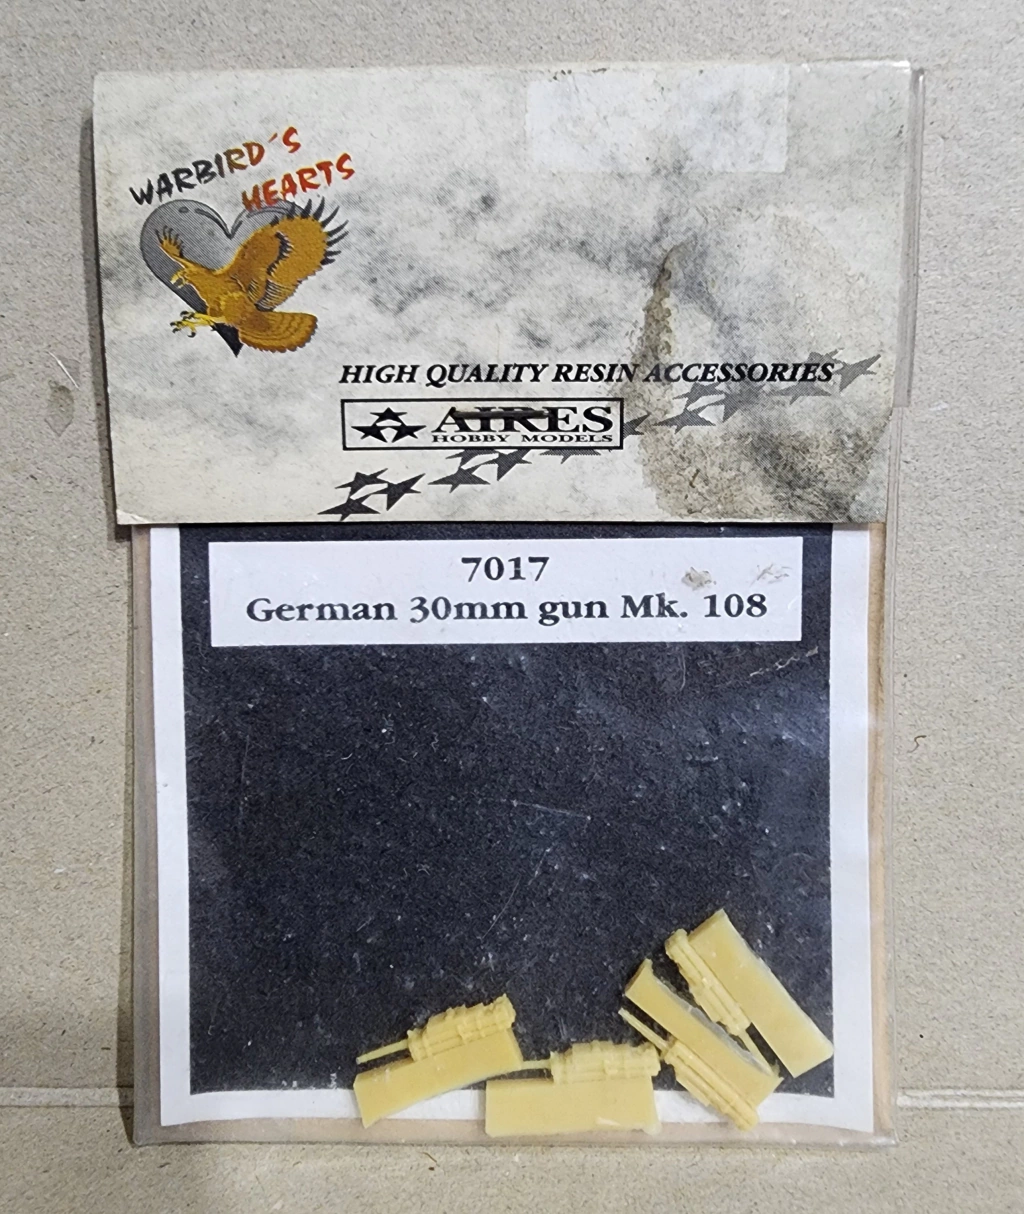 WARBIRD´S
HEARTS
HIGH QUALITY RESIN ACCESSORIES
AIRES
HOBBY MODELS
7017
German 30mm gun Mk. 108